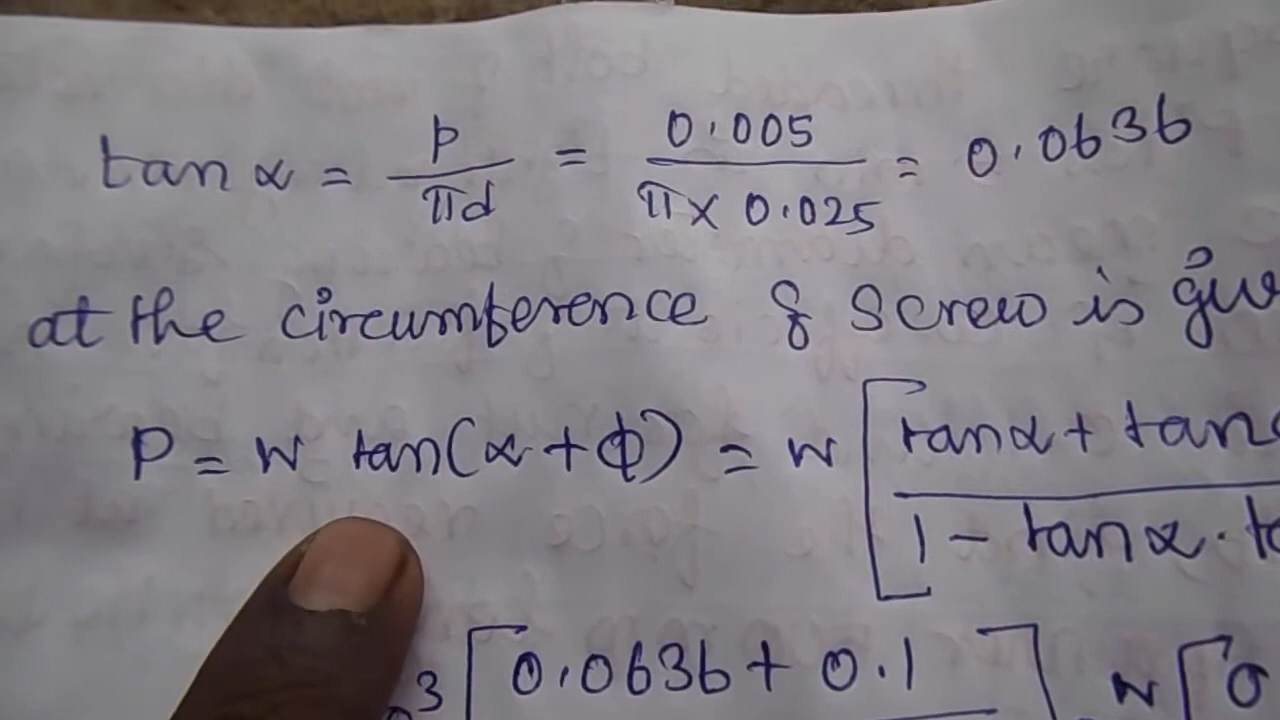 tan α = p/πd = 0.005/π× 0.025 = 0.0636
at the circumference of screw is
P = W tan(α + ϕ) = W [tanα + tan / 1 - tanα ·
3 [0.0636 + 0.1] W [0